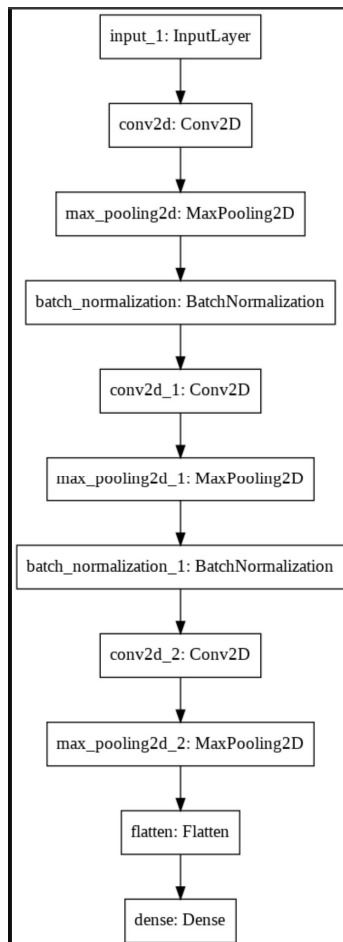 input_1: InputLayer
conv2d: Conv2D
max_pooling2d: MaxPooling2D
batch_normalization: BatchNormalization
conv2d_1: Conv2D
max_pooling2d_1: MaxPooling2D
batch_normalization_1: BatchNormalization
conv2d_2: Conv2D
max_pooling2d_2: MaxPooling2D
flatten: Flatten
dense: Dense